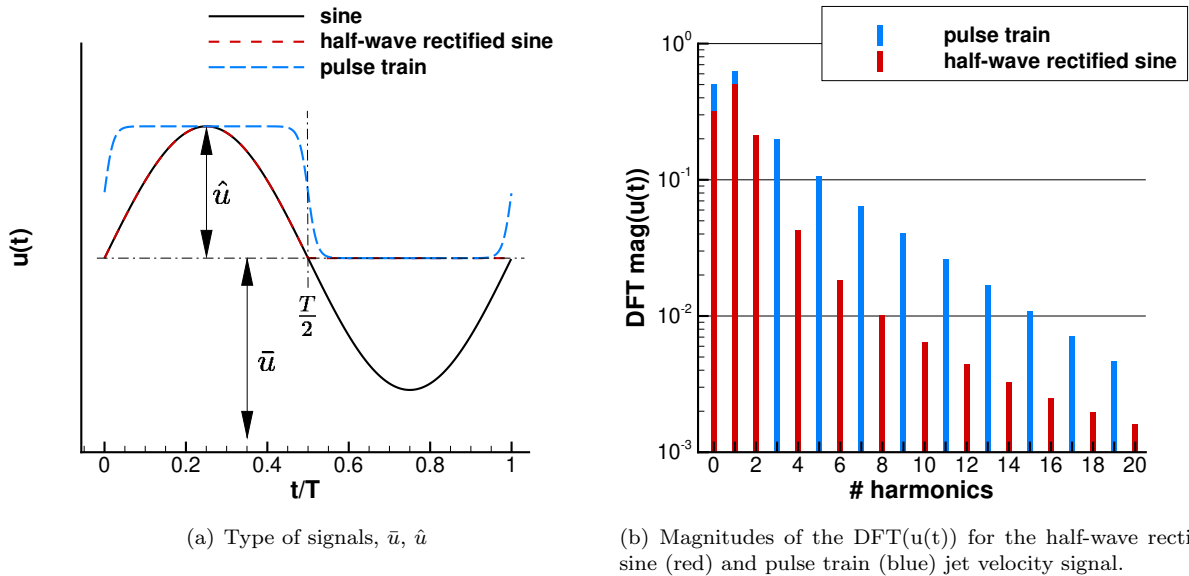 sine
half-wave rectified sine
pulse train
u(t)
û
ū
T
2
0
0.2
0.4
0.6
0.8
1
t/T
(a) Type of signals, ū, û
pulse train
half-wave rectified sine
10⁰
10⁻¹
10⁻²
10⁻³
DFT mag(u(t))
0
2
4
6
8
10
12
14
16
18
20
# harmonics
(b) Magnitudes of the DFT(u(t)) for the half-wave recti
sine (red) and pulse train (blue) jet velocity signal.